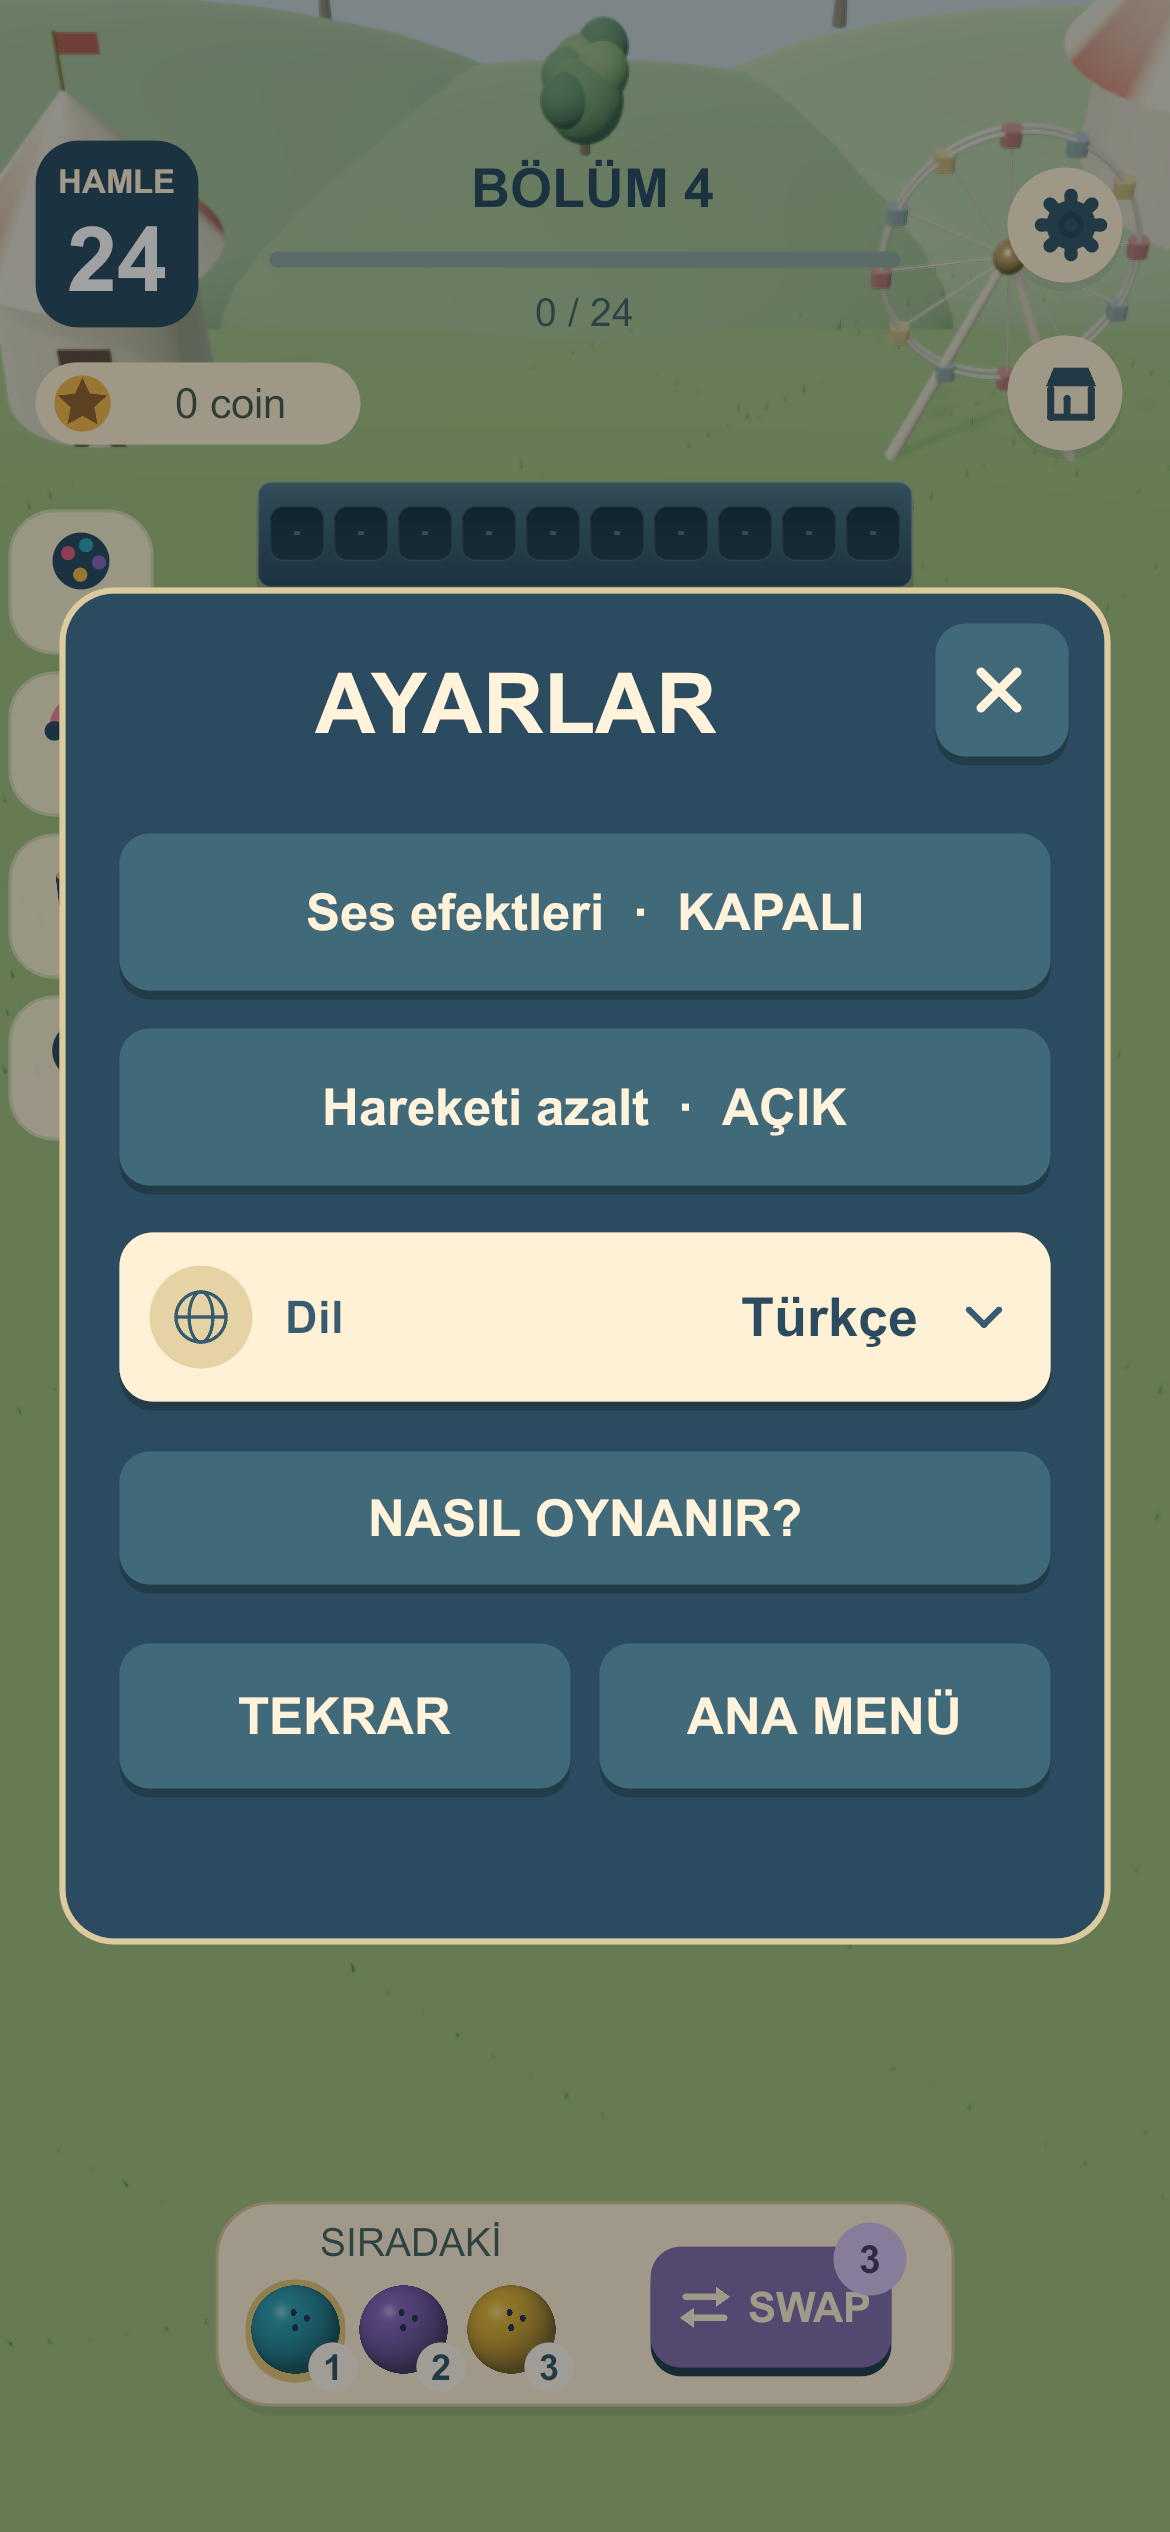 HAMLE
24
BÖLÜM 4
0 / 24
0 coin
AYARLAR
Ses efektleri · KAPALI
Hareketi azalt · AÇIK
Dil
Türkçe
NASIL OYNANIR?
TEKRAR
ANA MENÜ
SIRADAKİ
1
2
3
SWAP
3